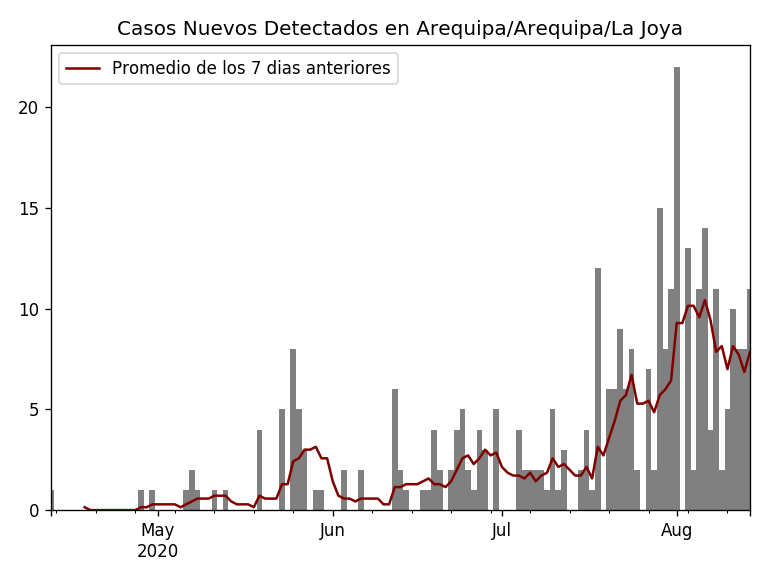 Casos Nuevos Detectados en Arequipa/Arequipa/La Joya
Promedio de los 7 dias anteriores
20
15
10
5
0
May
2020
Jun
Jul
Aug